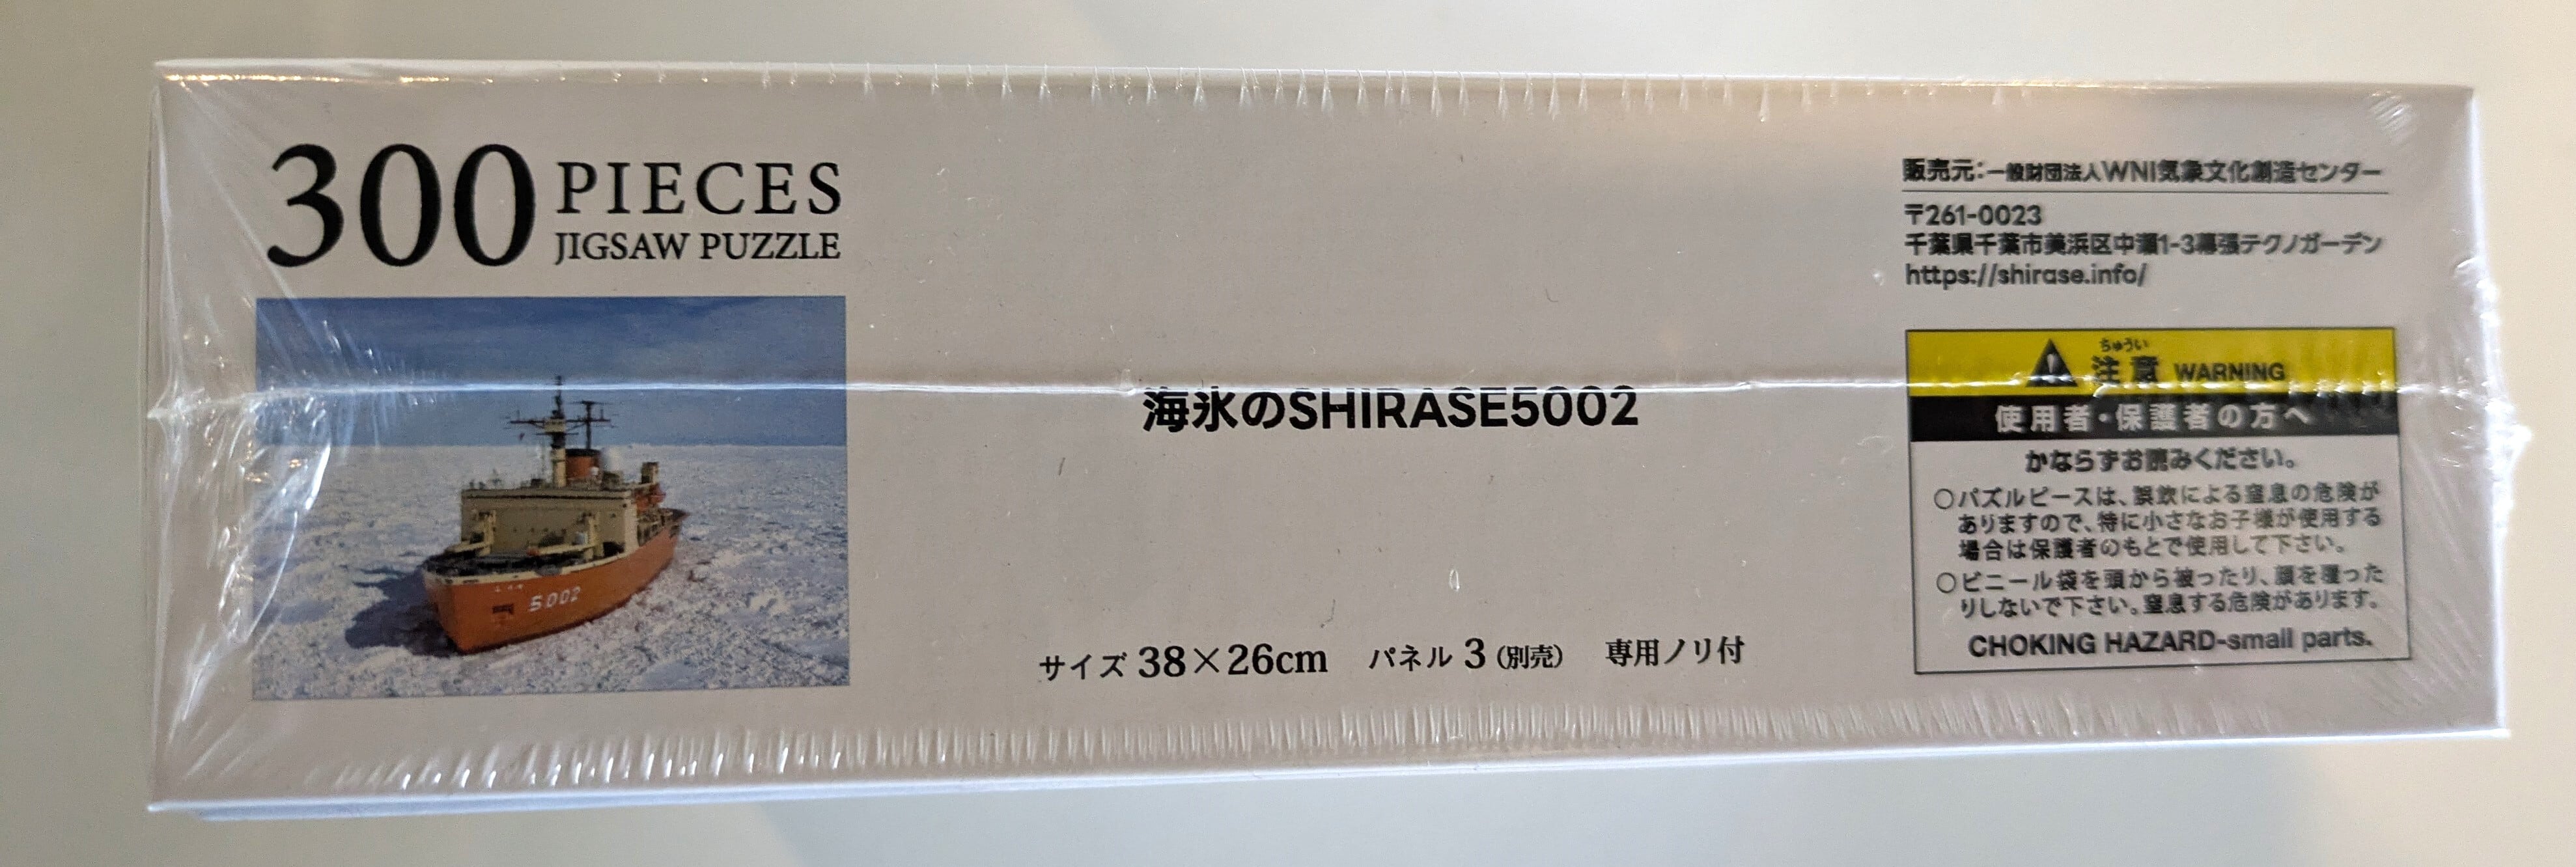 300 PIECES
JIGSAW PUZZLE
5002
海氷のSHIRASE5002
サイズ 38×26cm パネル 3 (別売) 専用ノリ付
販売元:一般財団法人WNI気象文化創造センター
〒261-0023
千葉県千葉市美浜区中瀬1-3幕張テクノガーデン
https://shirase.info/
ちゅうい
注意 WARNING
使用者・保護者の方へ
かならずお読みください。
○パズルピースは、誤飲による窒息の危険が
ありますので、特に小さなお子様が使用する
場合は保護者のもとで使用して下さい。
○ビニール袋を頭から被ったり、顔を覆った
りしないで下さい。窒息する危険があります。
CHOKING HAZARD-small parts.